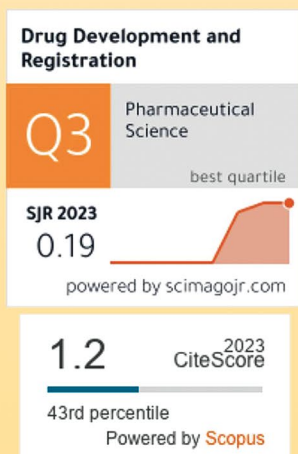 Drug Development and
Registration
Q3
Pharmaceutical
Science
best quartile
SJR 2023
0.19
powered by scimagojr.com
1.2
2023
CiteScore
43rd percentile
Powered by Scopus